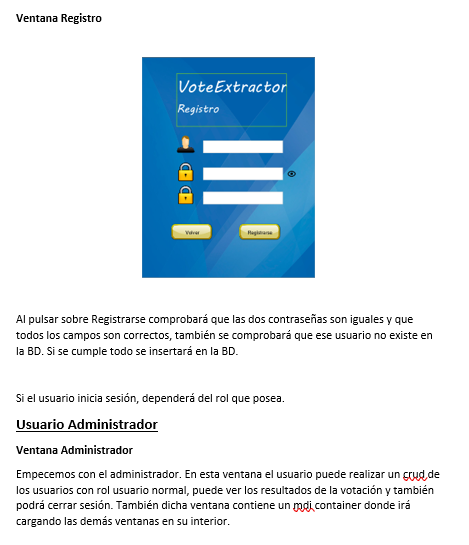 Ventana Registro
VoteExtractor
Registro
Volver
Registrarse
Al pulsar sobre Registrarse comprobará que las dos contraseñas son iguales y que
todos los campos son correctos, también se comprobará que ese usuario no existe en
la BD. Si se cumple todo se insertará en la BD.
Si el usuario inicia sesión, dependerá del rol que posea.
Usuario Administrador
Ventana Administrador
Empecemos con el administrador. En esta ventana el usuario puede realizar un crud de
los usuarios con rol usuario normal, puede ver los resultados de la votación y también
podrá cerrar sesión. También dicha ventana contiene un mdi container donde irá
cargando las demás ventanas en su interior.